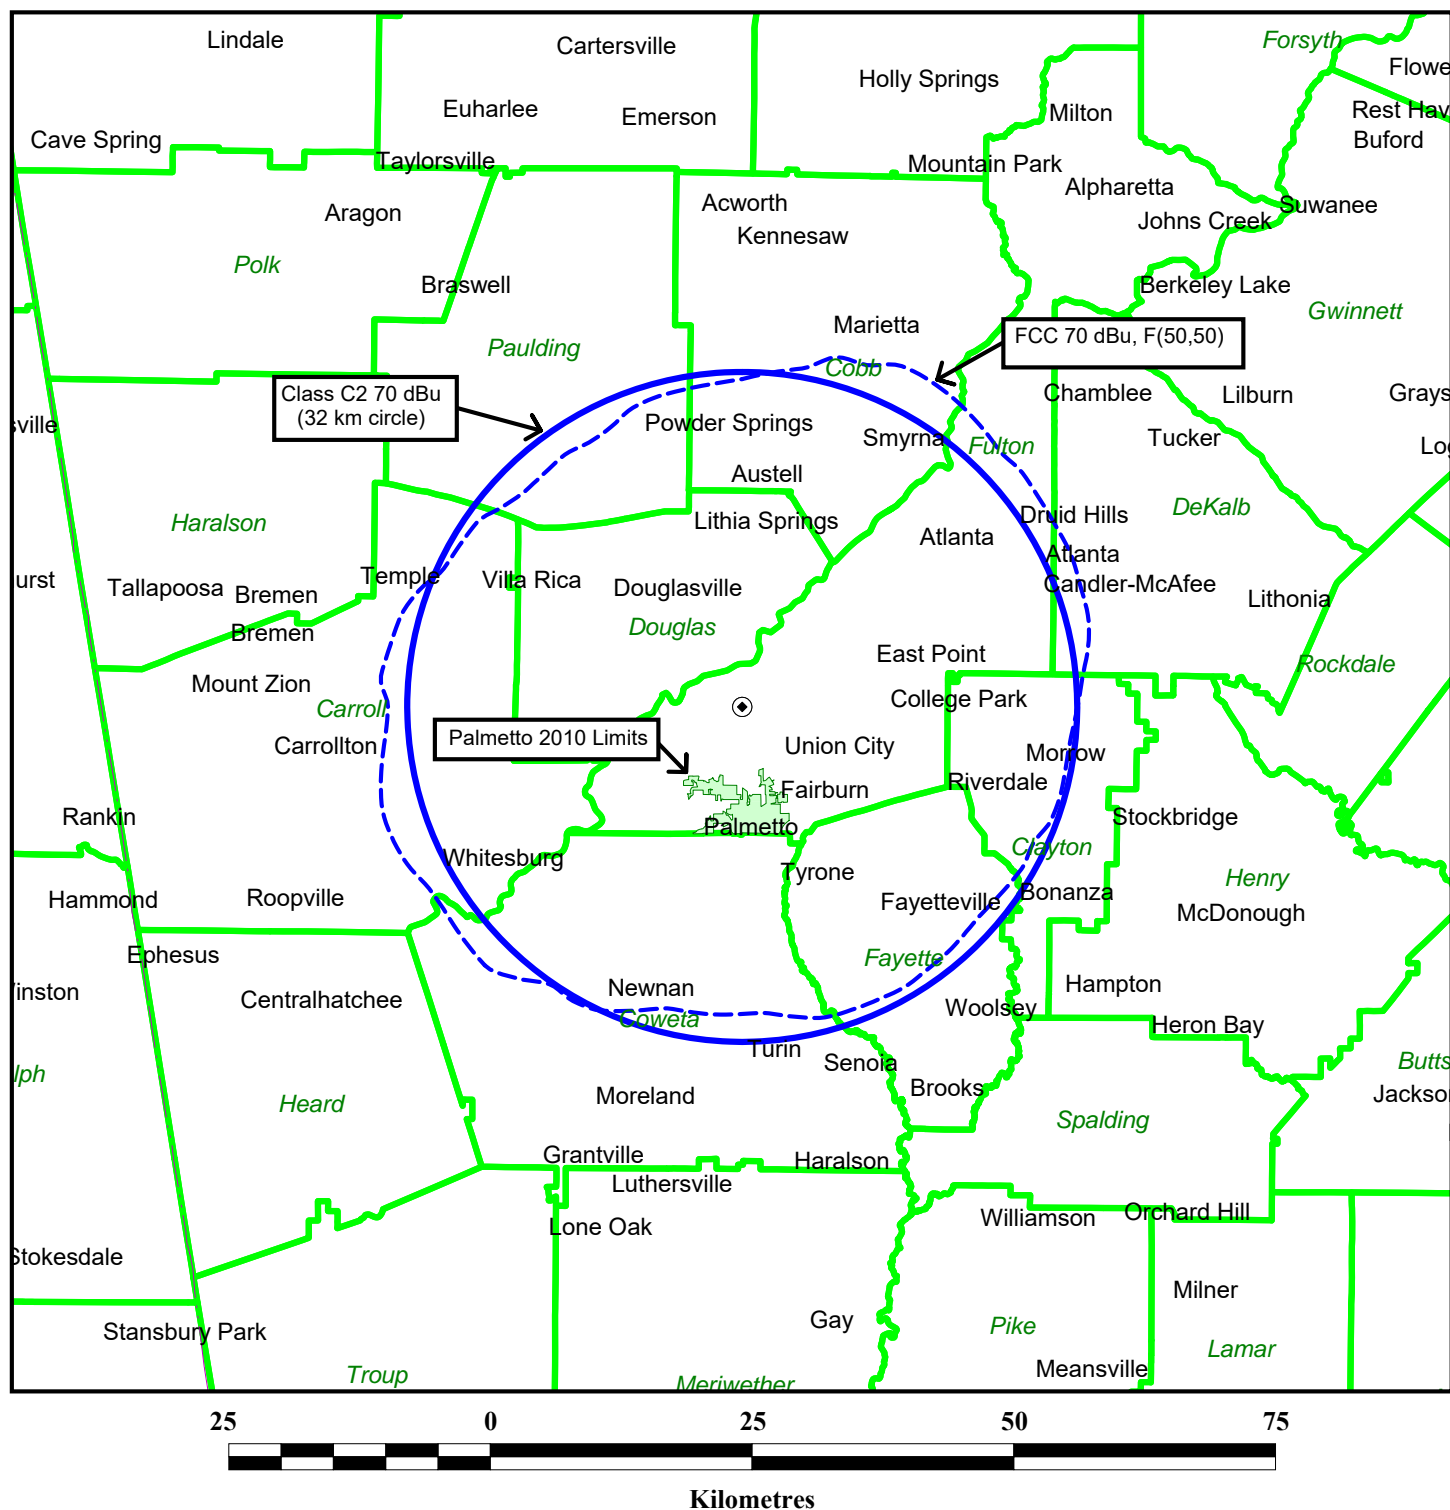 Lindale
Cartersville
Forsyth
Flowe
Holly Springs
Euharlee
Emerson
Milton
Rest Hav
Buford
Cave Spring
Taylorsville
Mountain Park
Alpharetta
Aragon
Acworth
Suwanee
Johns Creek
Kennesaw
Polk
Braswell
Berkeley Lake
Gwinnett
Marietta
FCC 70 dBu, F(50,50)
Paulding
Cobb
Class C2 70 dBu
(32 km circle)
Chamblee
Lilburn
Grays
sville
Powder Springs
Smyrna
Fulton
Tucker
Log
Austell
Haralson
Lithia Springs
Druid Hills
DeKalb
Atlanta
Atlanta
urst
Tallapoosa
Bremen
Temple
Villa Rica
Douglasville
Candler-McAfee
Lithonia
Bremen
Douglas
East Point
Rockdale
Mount Zion
Carroll
College Park
Palmetto 2010 Limits
Carrollton
Union City
Morrow
Riverdale
Fairburn
Rankin
Palmetto
Stockbridge
Whitesburg
Clayton
Tyrone
Henry
Hammond
Roopville
Fayetteville
Bonanza
McDonough
Ephesus
Fayette
Newnan
Hampton
Winston
Centralhatchee
Woolsey
Coweta
Heron Bay
Turin
Senoia
Butts
lph
Heard
Moreland
Brooks
Jackson
Spalding
Grantville
Haralson
Luthersville
Lone Oak
Williamson
Orchard Hill
Stokesdale
Milner
Stansbury Park
Gay
Pike
Lamar
Troup
Meriwether
Meansville
25 0 25 50 75
Kilometres